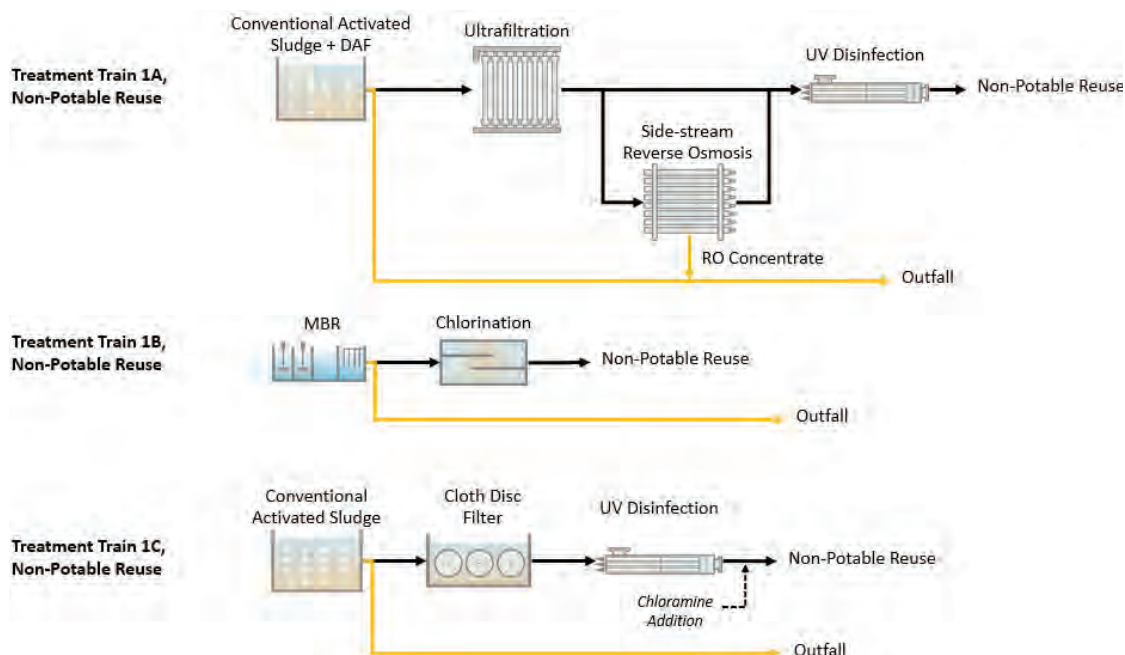 Conventional Activated
Sludge + DAF
Ultrafiltration
UV Disinfection
Treatment Train 1A,
Non-Potable Reuse
Non-Potable Reuse
Side-stream
Reverse Osmosis
RO Concentrate
Outfall
MBR
Chlorination
Treatment Train 1B,
Non-Potable Reuse
Non-Potable Reuse
Outfall
Conventional
Activated Sludge
Cloth Disc
Filter
UV Disinfection
Treatment Train 1C,
Non-Potable Reuse
Non-Potable Reuse
Chloramine
Addition
Outfall